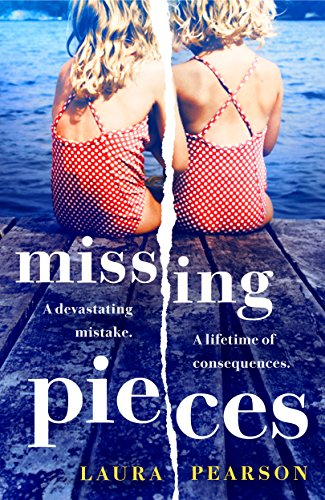 missing
A devastating
mistake.
A lifetime of
consequences.
pieces
LAURA PEARSON